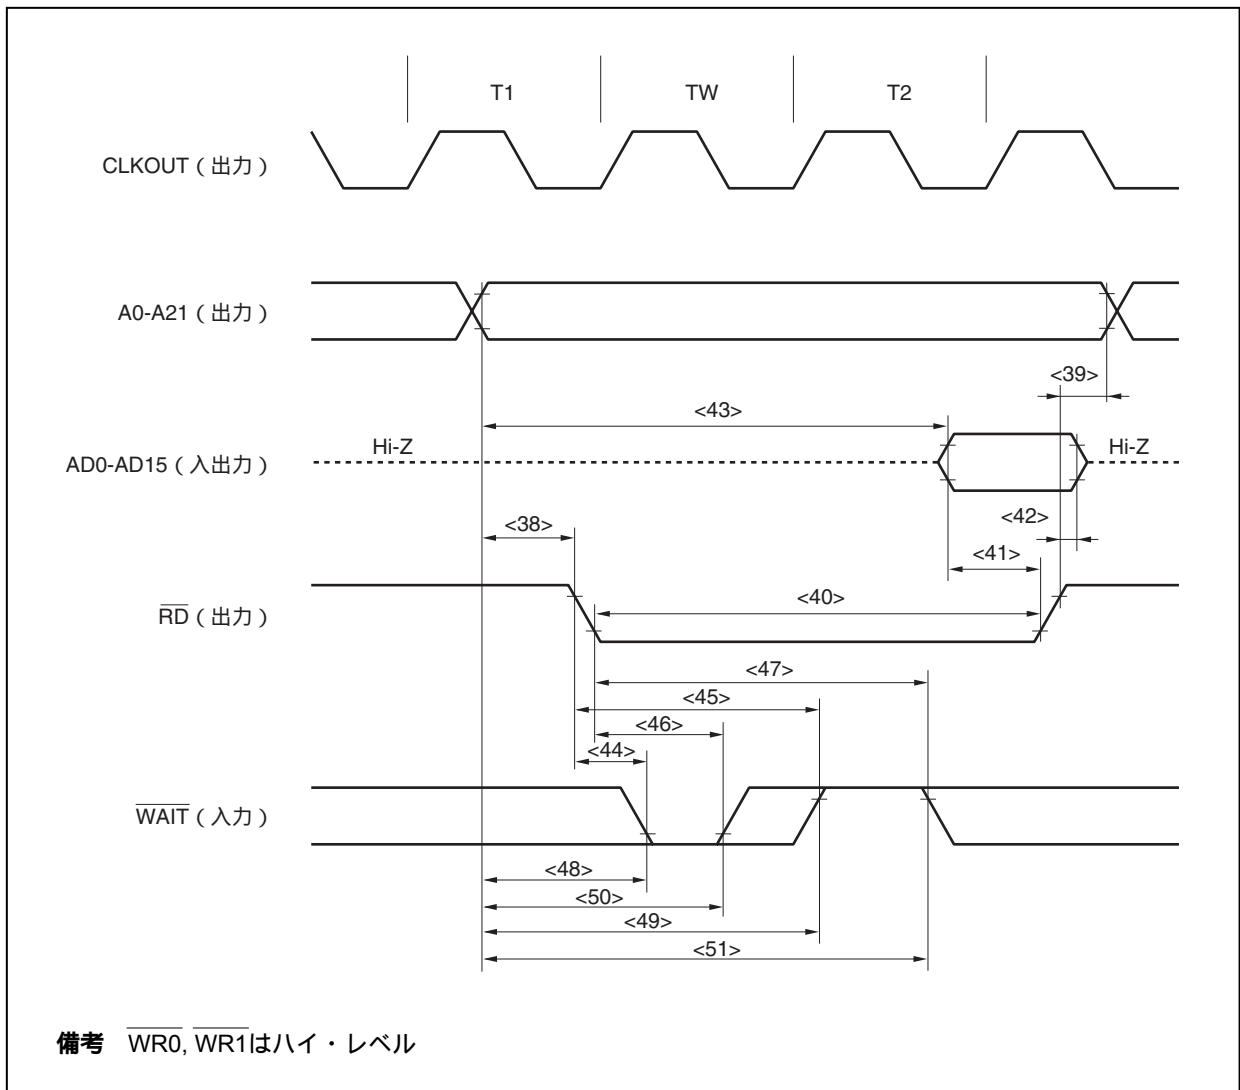 T1 TW T2
CLKOUT（出力）
A0-A21（出力）
<39>
<43>
Hi-Z Hi-Z
AD0-AD15（入出力）
<42>
<38>
<41>
<40>
RD（出力）
<47>
<45>
<46>
<44>
WAIT（入力）
<48>
<50>
<49>
<51>
備考 WR0, WR1はハイ・レベル